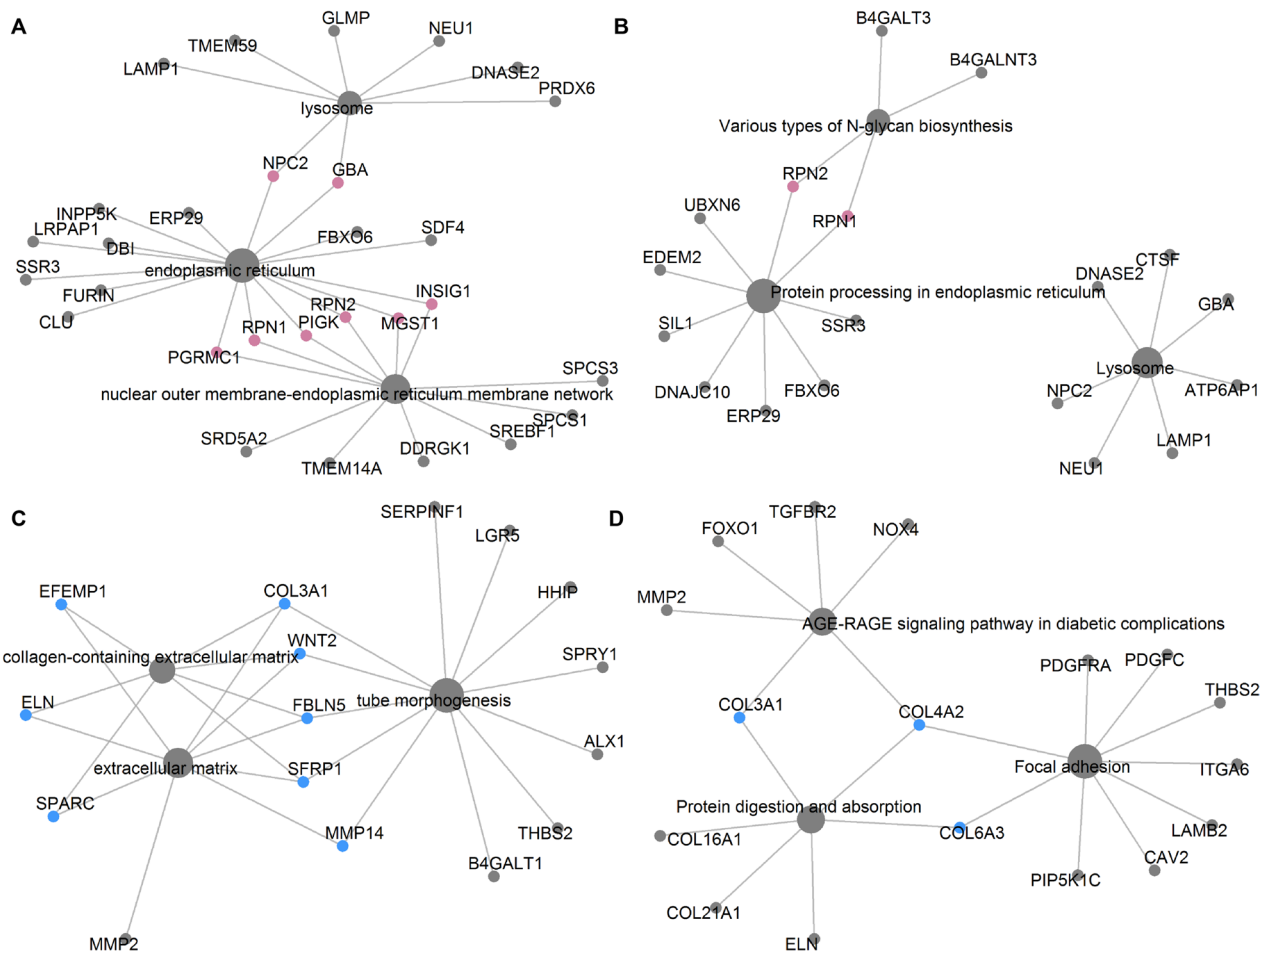 A
GLMP
NEU1
TMEM59
LAMP1
DNASE2
PRDX6
lysosome
NPC2
GBA
INPP5K
ERP29
LRPAP1
DBI
FBXO6
SDF4
SSR3
endoplasmic reticulum
FURIN
CLU
RPN2
INSIG1
RPN1
PIGK
MGST1
PGRMC1
SPCS3
nuclear outer membrane-endoplasmic reticulum membrane network
SPCS1
SREBF1
SRD5A2
DDRGK1
TMEM14A
B
B4GALT3
B4GALNT3
Various types of N-glycan biosynthesis
RPN2
UBXN6
RPN1
EDEM2
CTSF
DNASE2
Protein processing in endoplasmic reticulum
GBA
SIL1
SSR3
Lysosome
DNAJC10
FBXO6
NPC2
ATP6AP1
ERP29
LAMP1
NEU1
C
SERPINF1
LGR5
EFEMP1
COL3A1
HHIP
WNT2
collagen-containing extracellular matrix
SPRY1
ELN
FBLN5
tube morphogenesis
ALX1
extracellular matrix
SFRP1
SPARC
MMP14
THBS2
B4GALT1
MMP2
D
TGFBR2
FOXO1
NOX4
MMP2
AGE-RAGE signaling pathway in diabetic complications
PDGFRA
PDGFC
THBS2
COL3A1
COL4A2
Focal adhesion
ITGA6
Protein digestion and absorption
COL16A1
COL6A3
LAMB2
CAV2
PIP5K1C
COL21A1
ELN